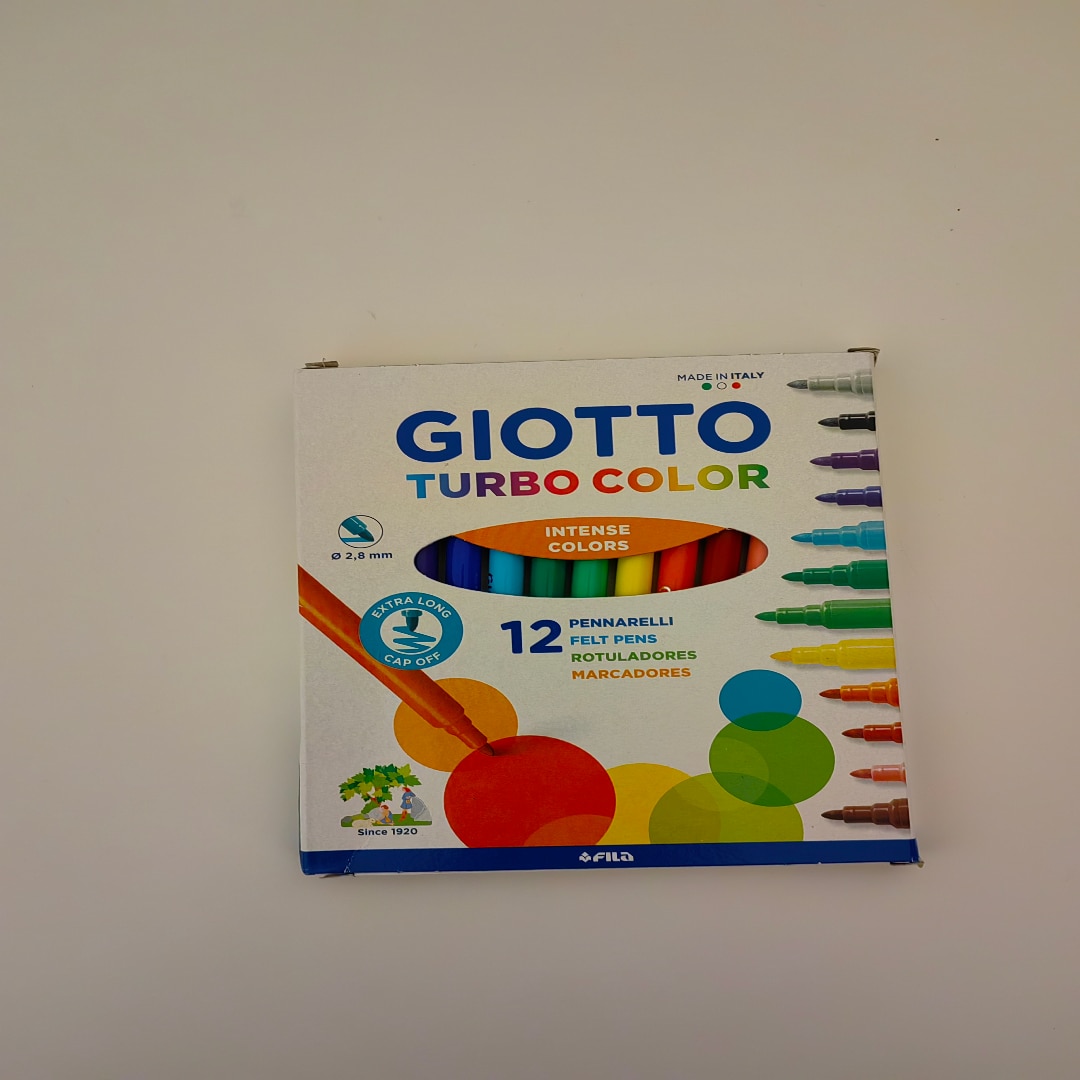 MADE IN ITALY
GIOTTO
TURBO COLOR
INTENSE
COLORS
Ø 2,8 mm
EXTRA LONG
CAP OFF
12
PENNARELLI
FELT PENS
ROTULADORES
MARCADORES
Since 1920
FILA